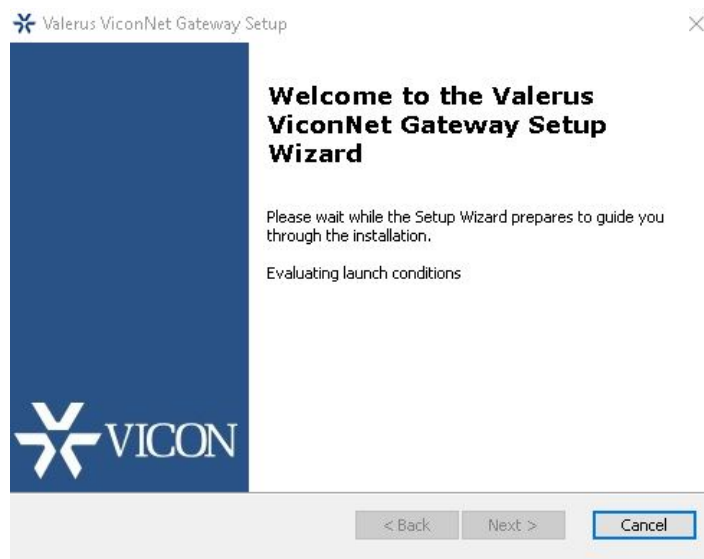 Valerus ViconNet Gateway Setup
Welcome to the Valerus
ViconNet Gateway Setup
Wizard
Please wait while the Setup Wizard prepares to guide you
through the installation.
Evaluating launch conditions
VICON
< Back Next > Cancel